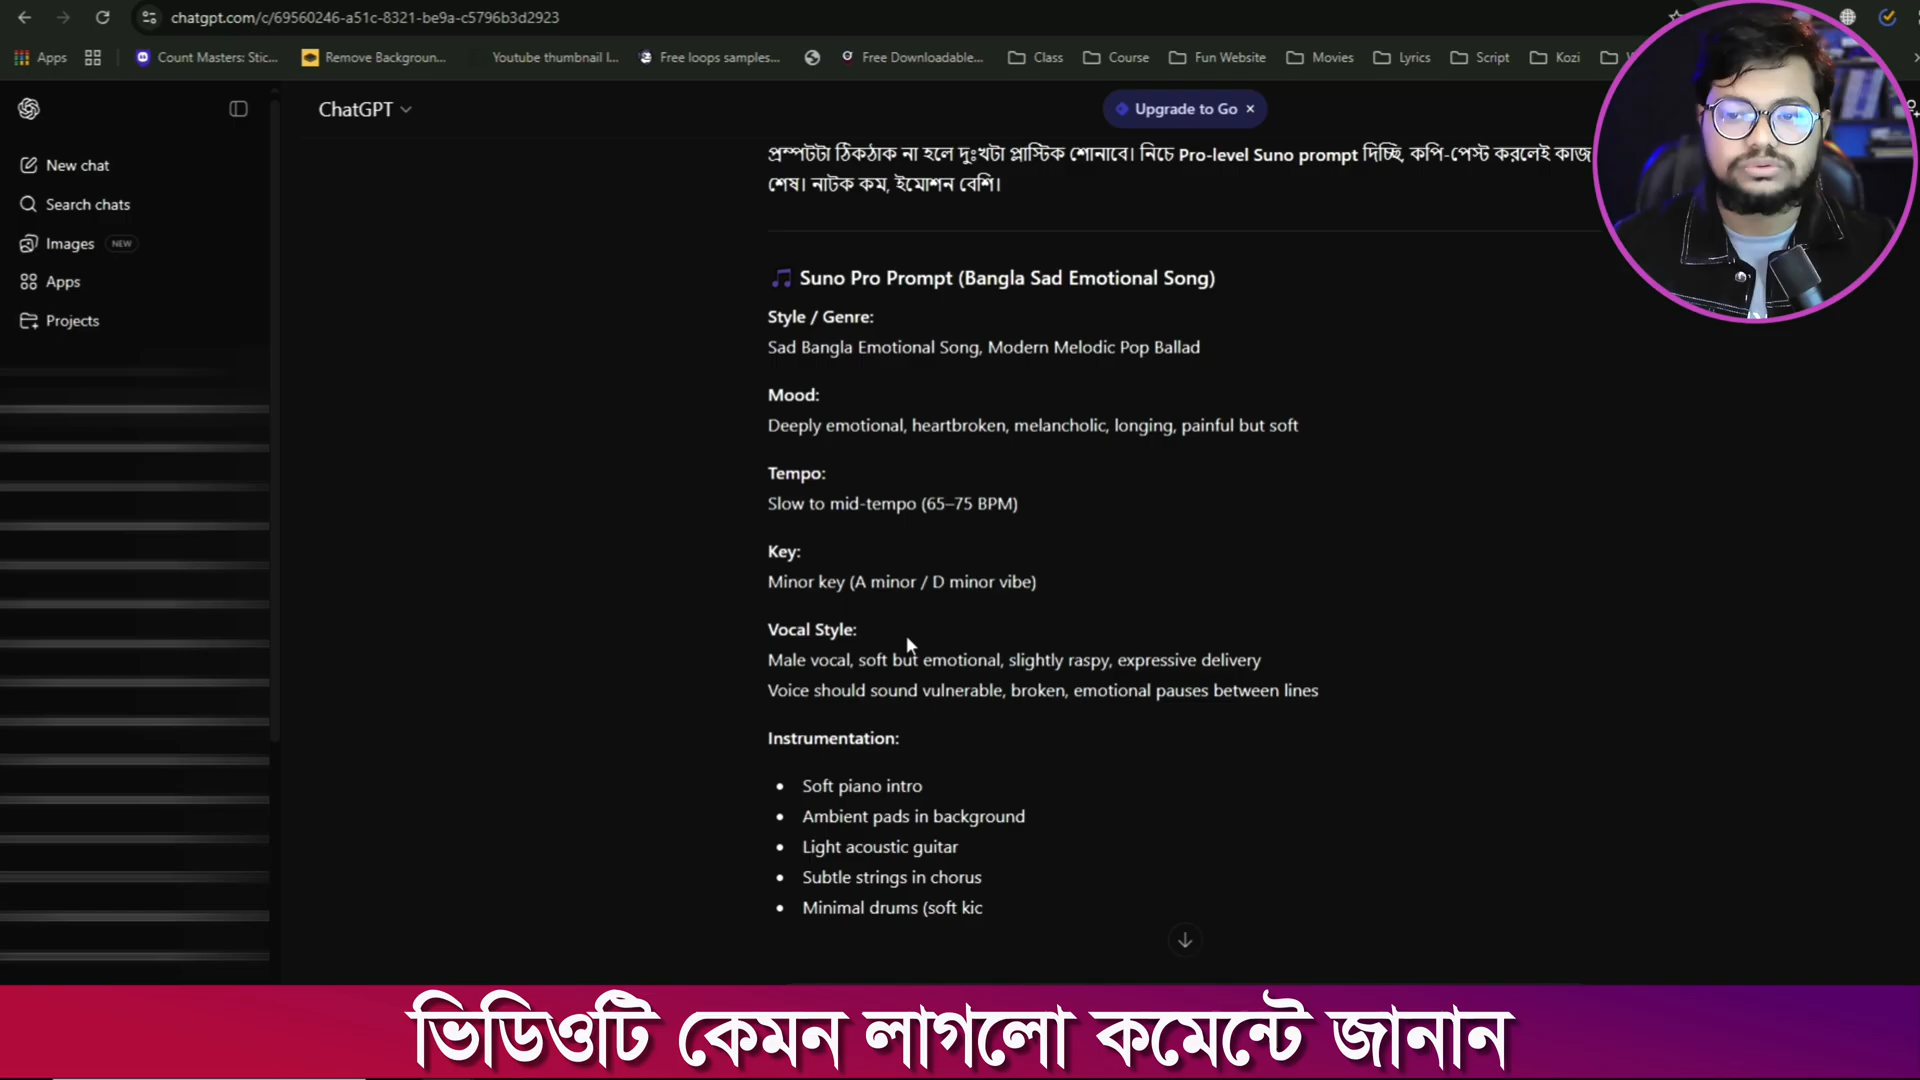 chatgpt.com/c/69560246-a51c-8321-be9a-c5796b3d2923
Apps
Count Masters: Stic...
Remove Backgroun...
Youtube thumbnail l...
Free loops samples...
Free Downloadable...
Class
Course
Fun Website
Movies
Lyrics
Script
Kozi
ChatGPT
Upgrade to Go ×
New chat
Search chats
Images NEW
Apps
Projects
প্রম্পটটা ঠিকঠাক না হলে দুঃখটা প্লাস্টিক শোনাবে। নিচে Pro-level Suno prompt দিচ্ছি, কপি-পেস্ট করলেই কাজ
শেষ। নাটক কম, ইমোশন বেশি।
Suno Pro Prompt (Bangla Sad Emotional Song)
Style / Genre:
Sad Bangla Emotional Song, Modern Melodic Pop Ballad
Mood:
Deeply emotional, heartbroken, melancholic, longing, painful but soft
Tempo:
Slow to mid-tempo (65–75 BPM)
Key:
Minor key (A minor / D minor vibe)
Vocal Style:
Male vocal, soft but emotional, slightly raspy, expressive delivery
Voice should sound vulnerable, broken, emotional pauses between lines
Instrumentation:
• Soft piano intro
• Ambient pads in background
• Light acoustic guitar
• Subtle strings in chorus
• Minimal drums (soft kic
ভিডিওটি কেমন লাগলো কমেন্টে জানান